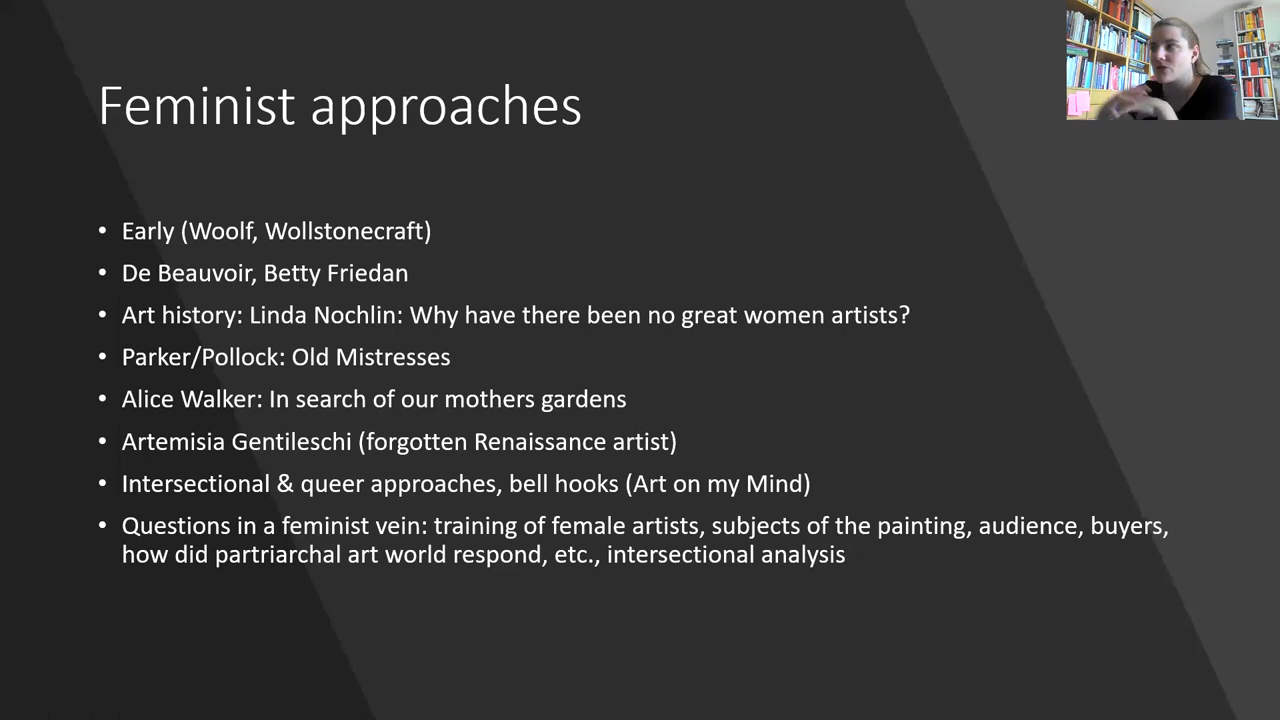 Feminist approaches
• Early (Woolf, Wollstonecraft)
• De Beauvoir, Betty Friedan
• Art history: Linda Nochlin: Why have there been no great women artists?
• Parker/Pollock: Old Mistresses
• Alice Walker: In search of our mothers gardens
• Artemisia Gentileschi (forgotten Renaissance artist)
• Intersectional & queer approaches, bell hooks (Art on my Mind)
• Questions in a feminist vein: training of female artists, subjects of the painting, audience, buyers,
how did partriarchal art world respond, etc., intersectional analysis